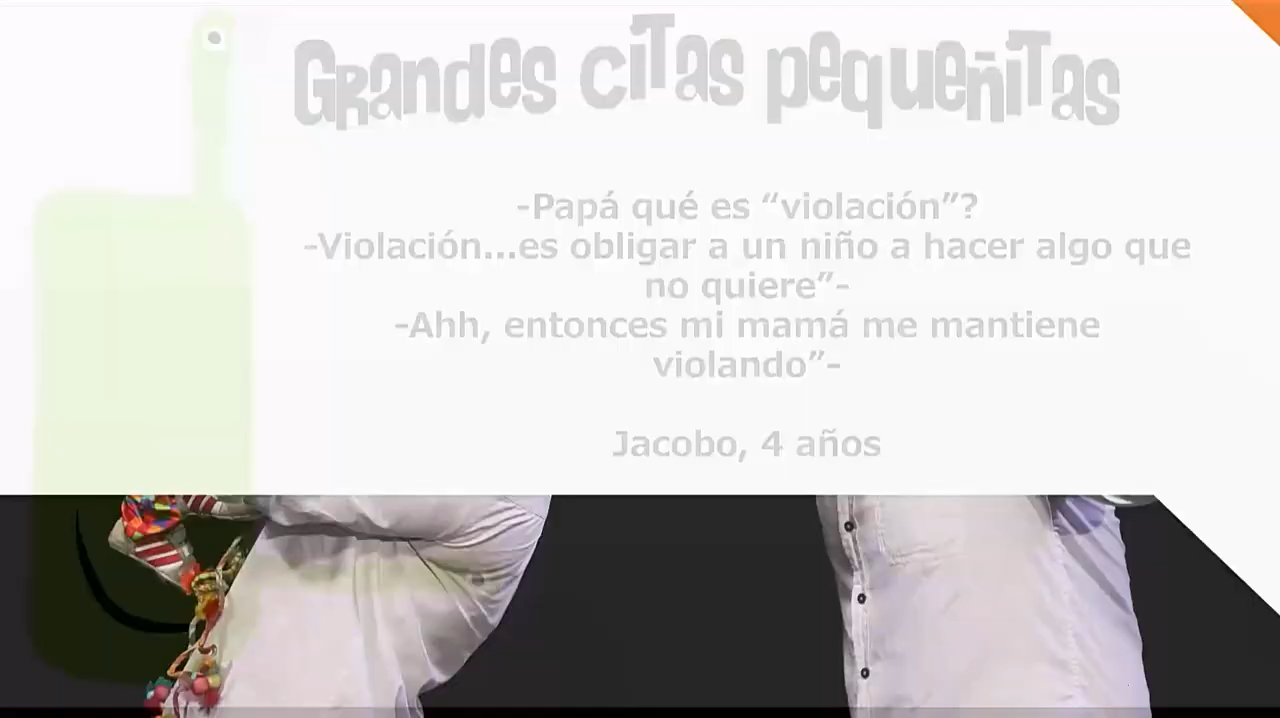 Grandes citas pequeñitas
-Papá qué es “violación”?
-Violación...es obligar a un niño a hacer algo que
no quiere”-
-Ahh, entonces mi mamá me mantiene
violando”-
Jacobo, 4 años